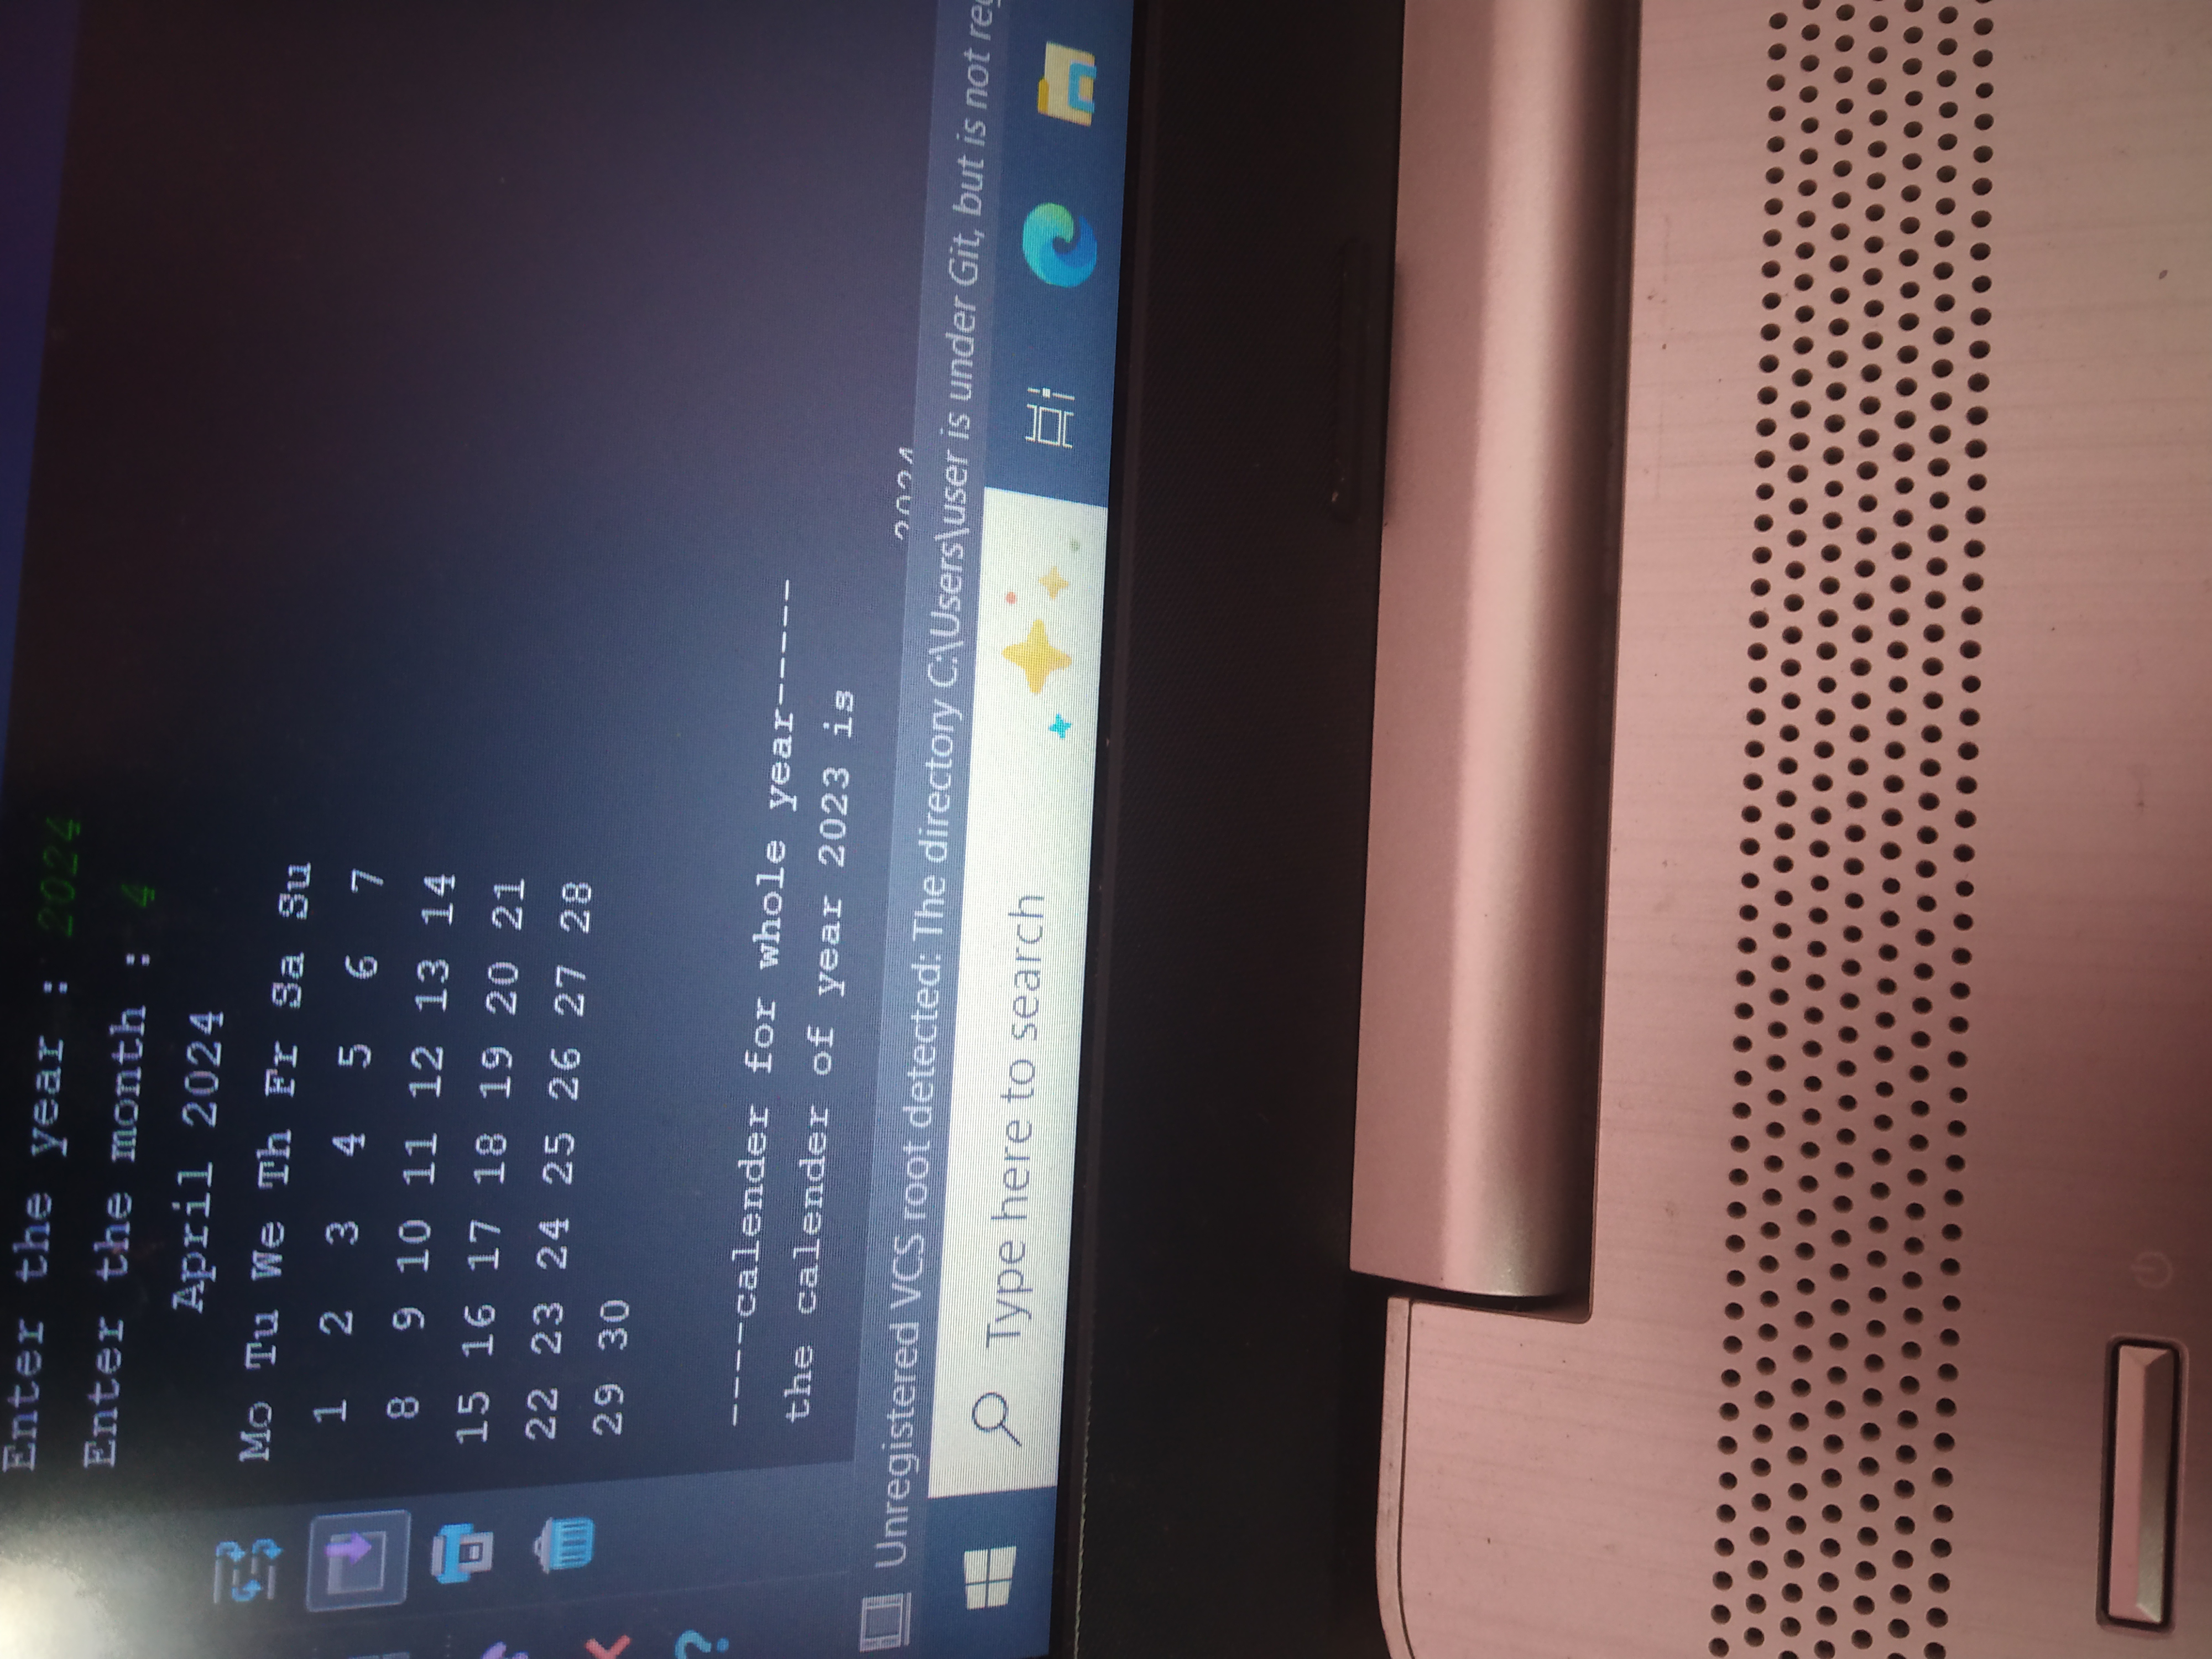 Enter the year : 2024
Enter the month : 4
April 2024
Mo Tu We Th Fr Sa Su
1 2 3 4 5 6 7
8 9 10 11 12 13 14
15 16 17 18 19 20 21
22 23 24 25 26 27 28
29 30
----calender for whole year-----
the calender of year 2023 is
2024
Unregistered VCS root detected: The directory C:\Users\user is under Git, but is not
Type here to search